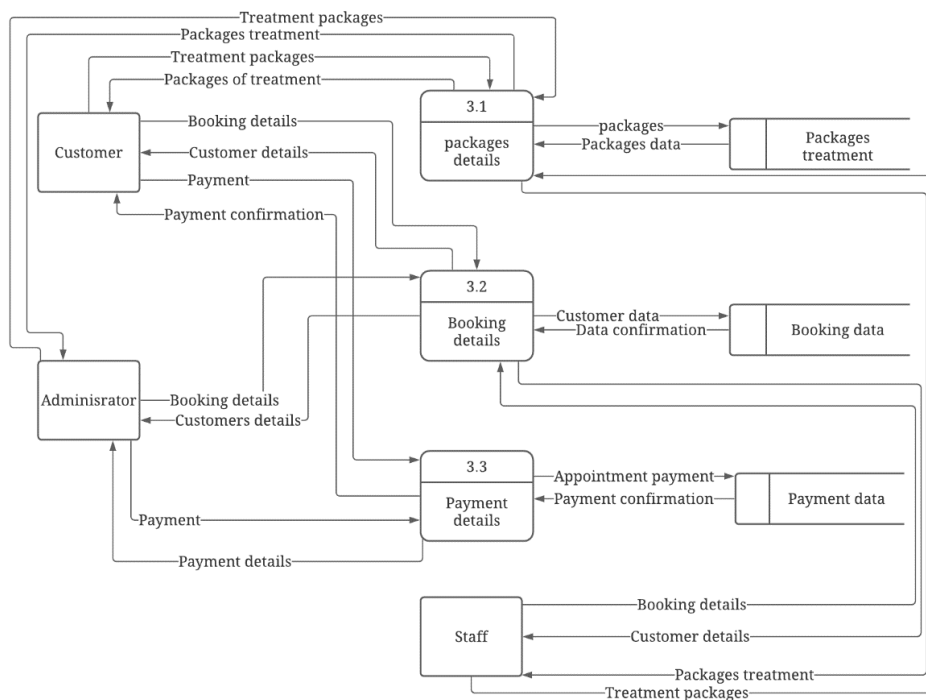 Treatment packages
Packages treatment
Treatment packages
Packages of treatment
3.1
packages
details
Customer
Booking details
Customer details
Payment
Payment confirmation
packages
Packages data
Packages
treatment
3.2
Booking
details
Customer data
Data confirmation
Booking data
Adminisrator
Booking details
Customers details
3.3
Payment
details
Appointment payment
Payment confirmation
Payment data
Payment
Payment details
Staff
Booking details
Customer details
Packages treatment
Treatment packages